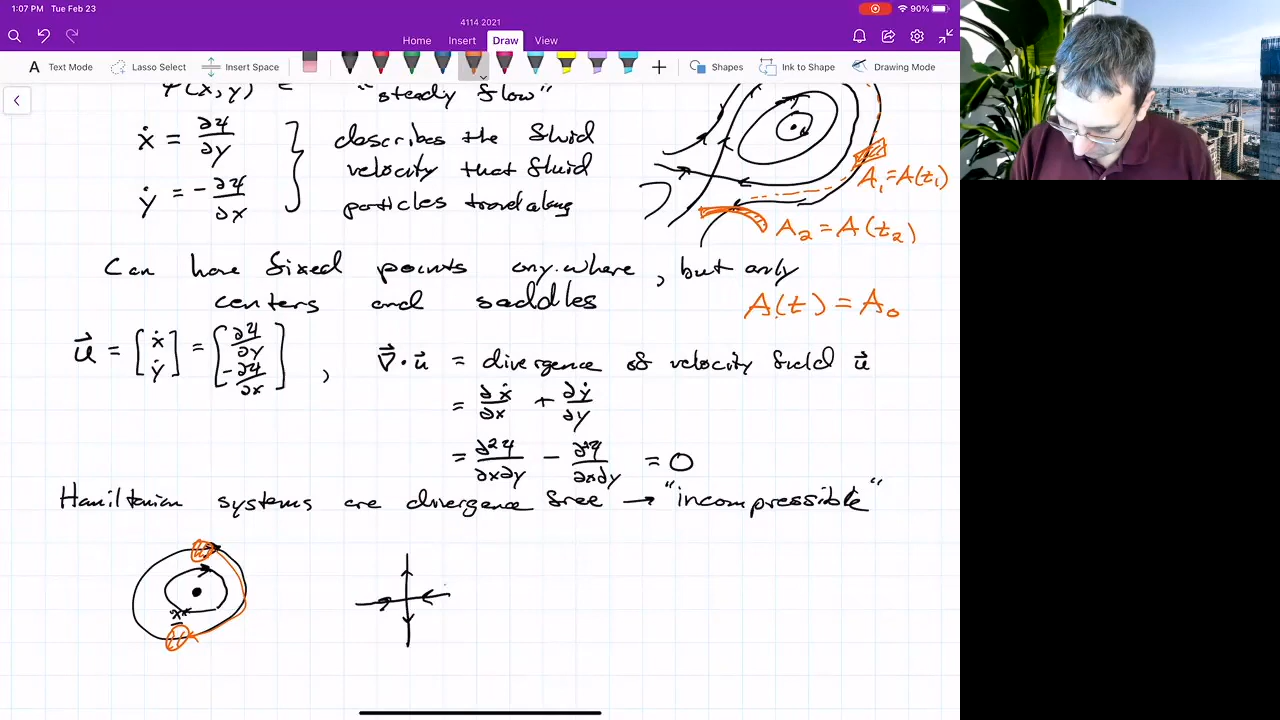 1:07 PM Tue Feb 23
90%
4114 2021
Home Insert Draw View
Text Mode Lasso Select Insert Space Shapes Ink to Shape Drawing Mode
ψ(x,y) = "steady flow"
ẋ = ∂ψ/∂y describes the fluid
velocity that fluid
ẏ = -∂ψ/∂x particles travel along
A₁ = A(t₁)
A₂ = A(t₂)
Can have fixed points anywhere, but only
centers and saddles
A(t) = A₀
u⃗ = [ẋ ẏ] = [∂ψ/∂y -∂ψ/∂x], ∇⃗·u⃗ = divergence of velocity field u⃗
= ∂ẋ/∂x + ∂ẏ/∂y
= ∂²ψ/∂x∂y - ∂²ψ/∂x∂y = 0
Hamiltonian systems are divergence free → "incompressible"